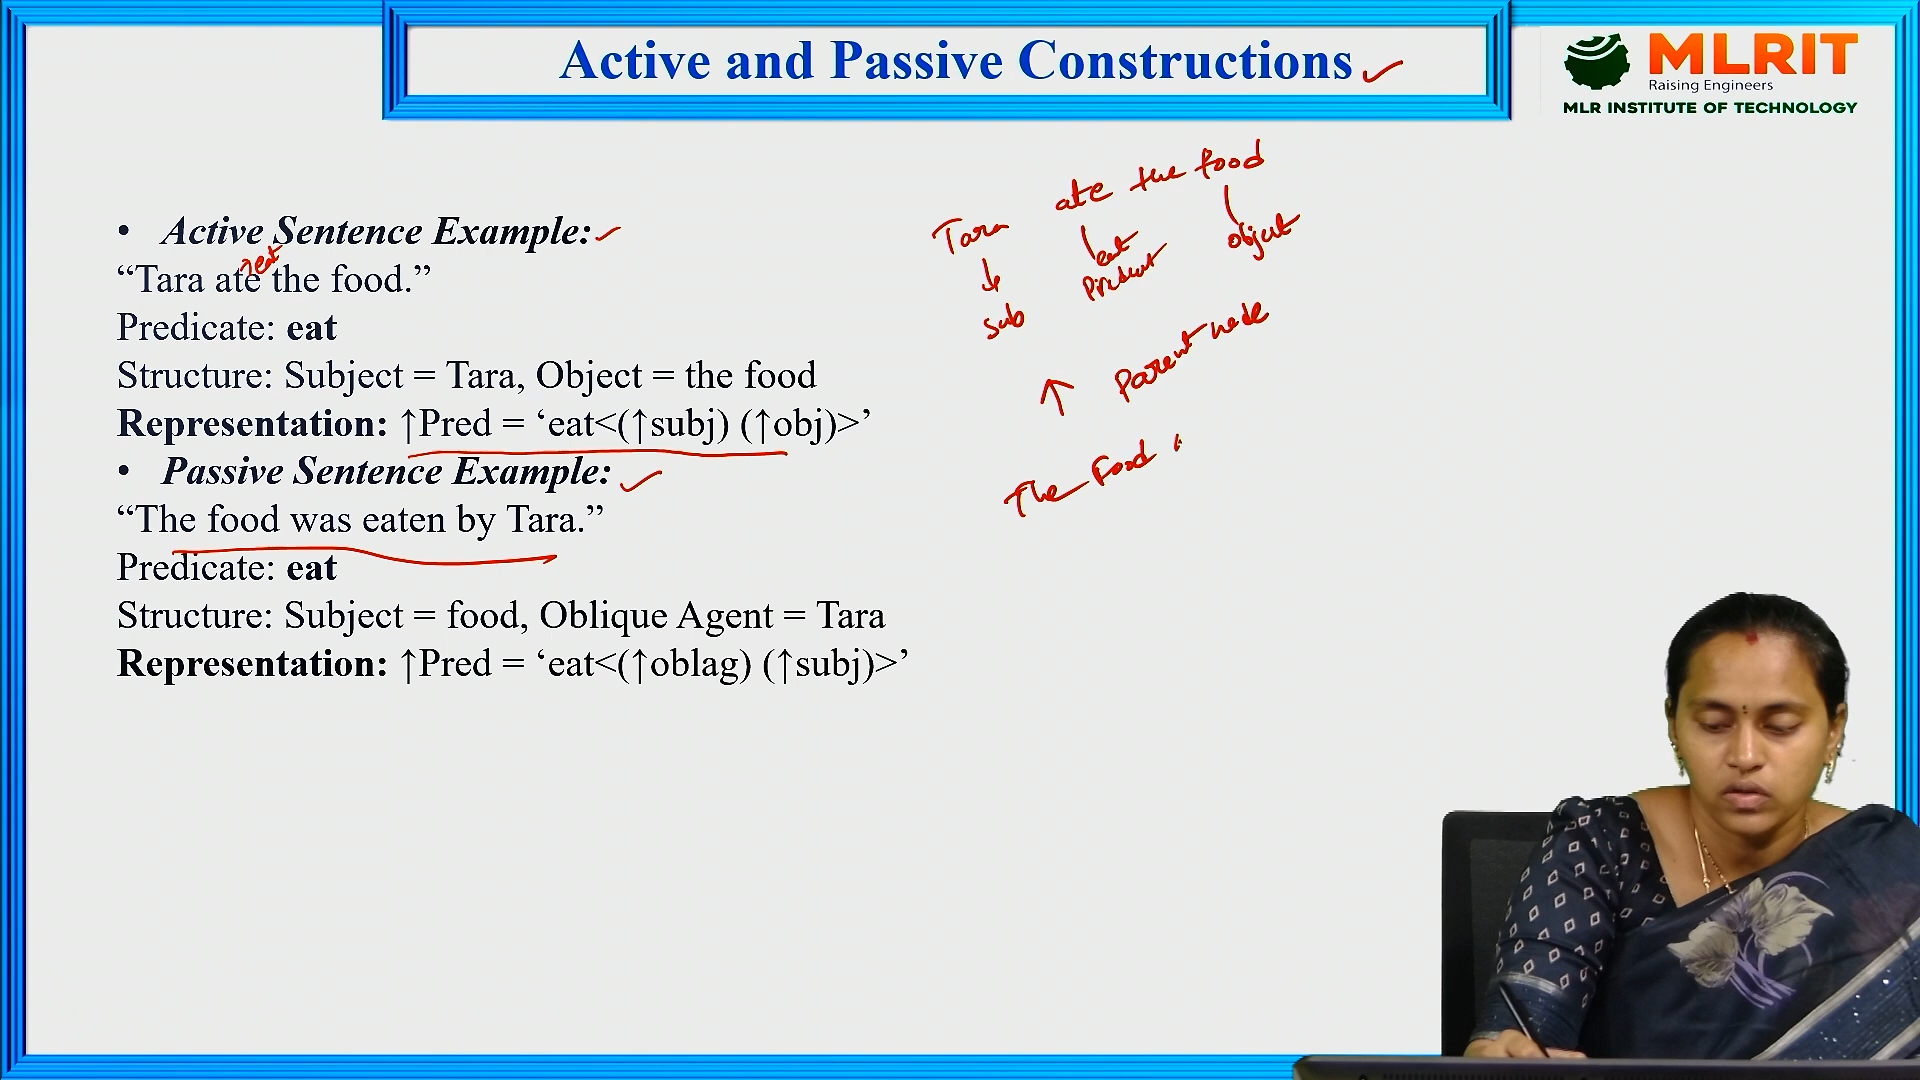 Active and Passive Constructions
MLRIT
Raising Engineers
MLR INSTITUTE OF TECHNOLOGY
• Active Sentence Example:
eat
“Tara ate the food.”
Predicate: eat
Structure: Subject = Tara, Object = the food
Representation: ↑Pred = ‘eat<(↑subj) (↑obj)>’
• Passive Sentence Example:
“The food was eaten by Tara.”
Predicate: eat
Structure: Subject = food, Oblique Agent = Tara
Representation: ↑Pred = ‘eat<(↑oblag) (↑subj)>’
Tara ate the food
sub eat object
↑ Parent node
The Food